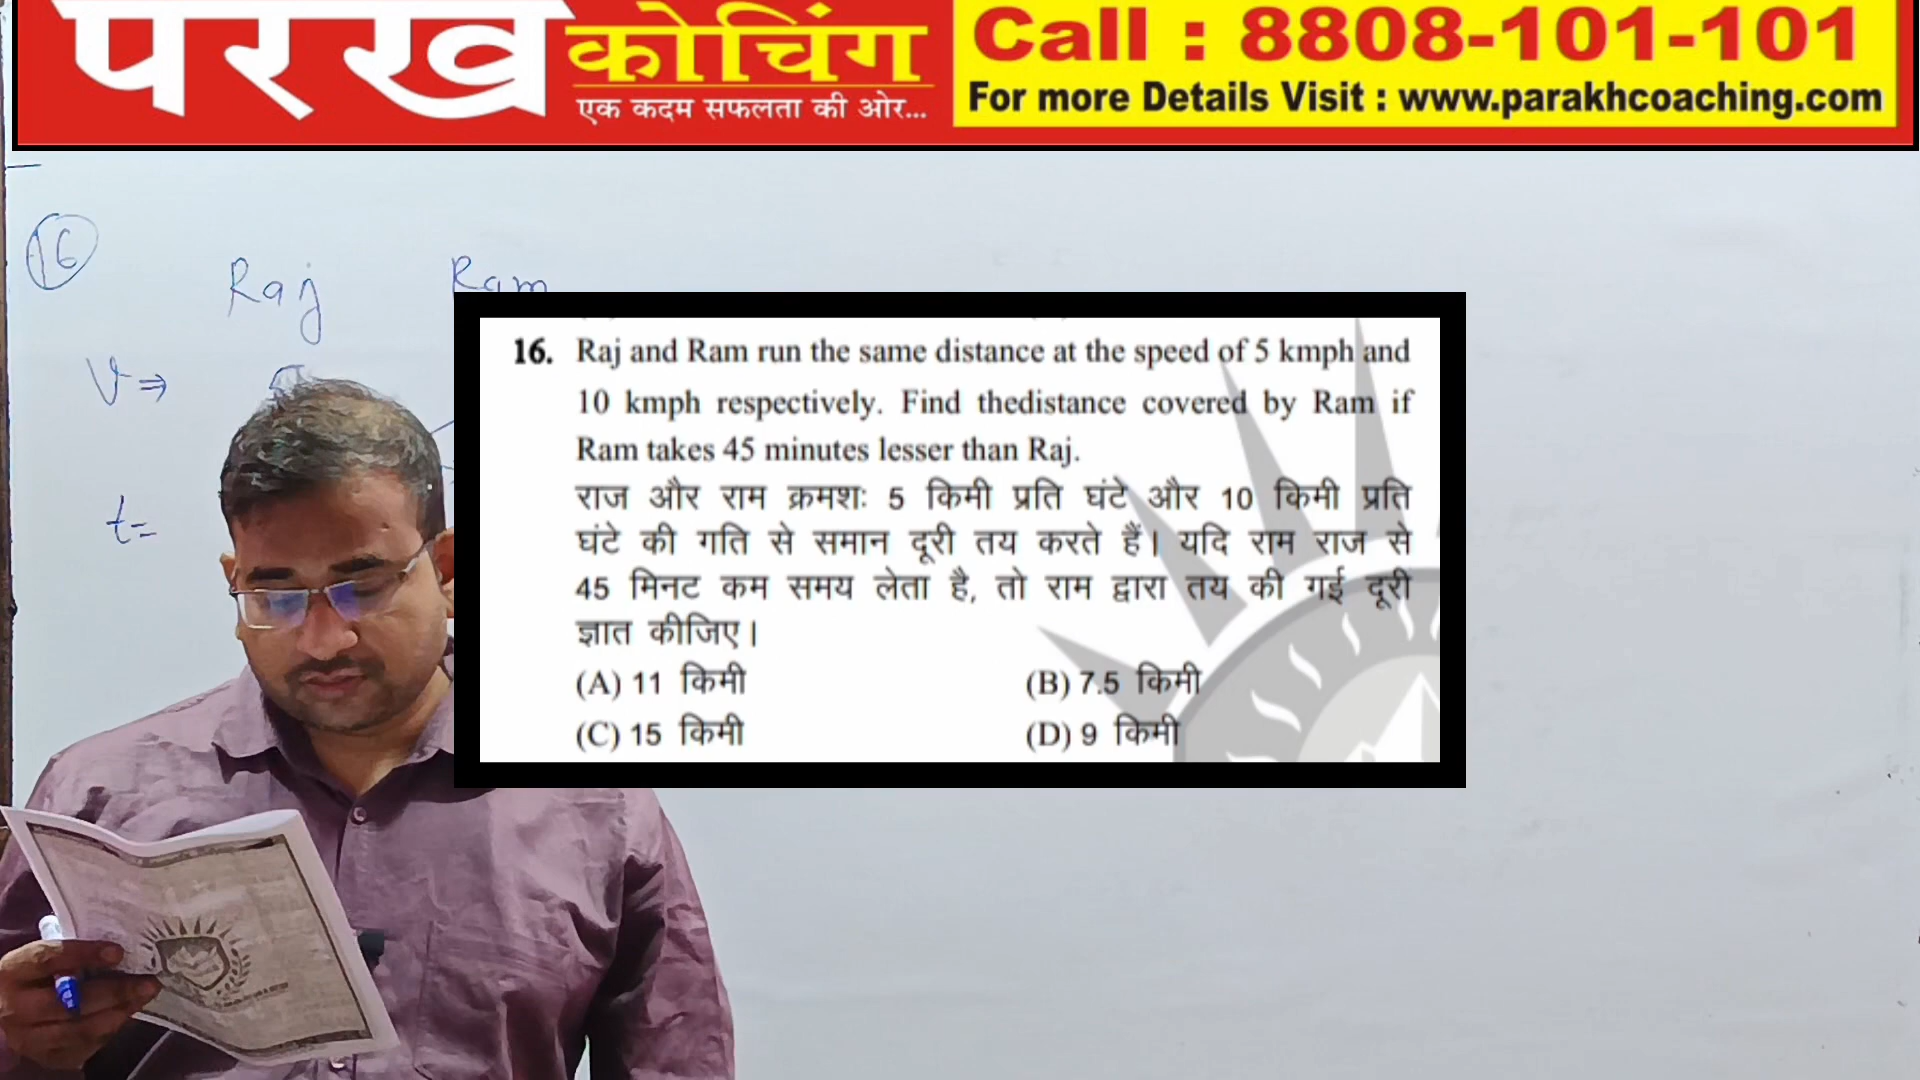 परख कोचिंग
एक कदम सफलता की ओर...
Call : 8808-101-101
For more Details Visit : www.parakhcoaching.com
16
Raj Ram
V⇒
t=
16. Raj and Ram run the same distance at the speed of 5 kmph and
10 kmph respectively. Find thedistance covered by Ram if
Ram takes 45 minutes lesser than Raj.
राज और राम क्रमशः 5 किमी प्रति घंटे और 10 किमी प्रति
घंटे की गति से समान दूरी तय करते हैं। यदि राम राज से
45 मिनट कम समय लेता है, तो राम द्वारा तय की गई दूरी
ज्ञात कीजिए।
(A) 11 किमी (B) 7.5 किमी
(C) 15 किमी (D) 9 किमी